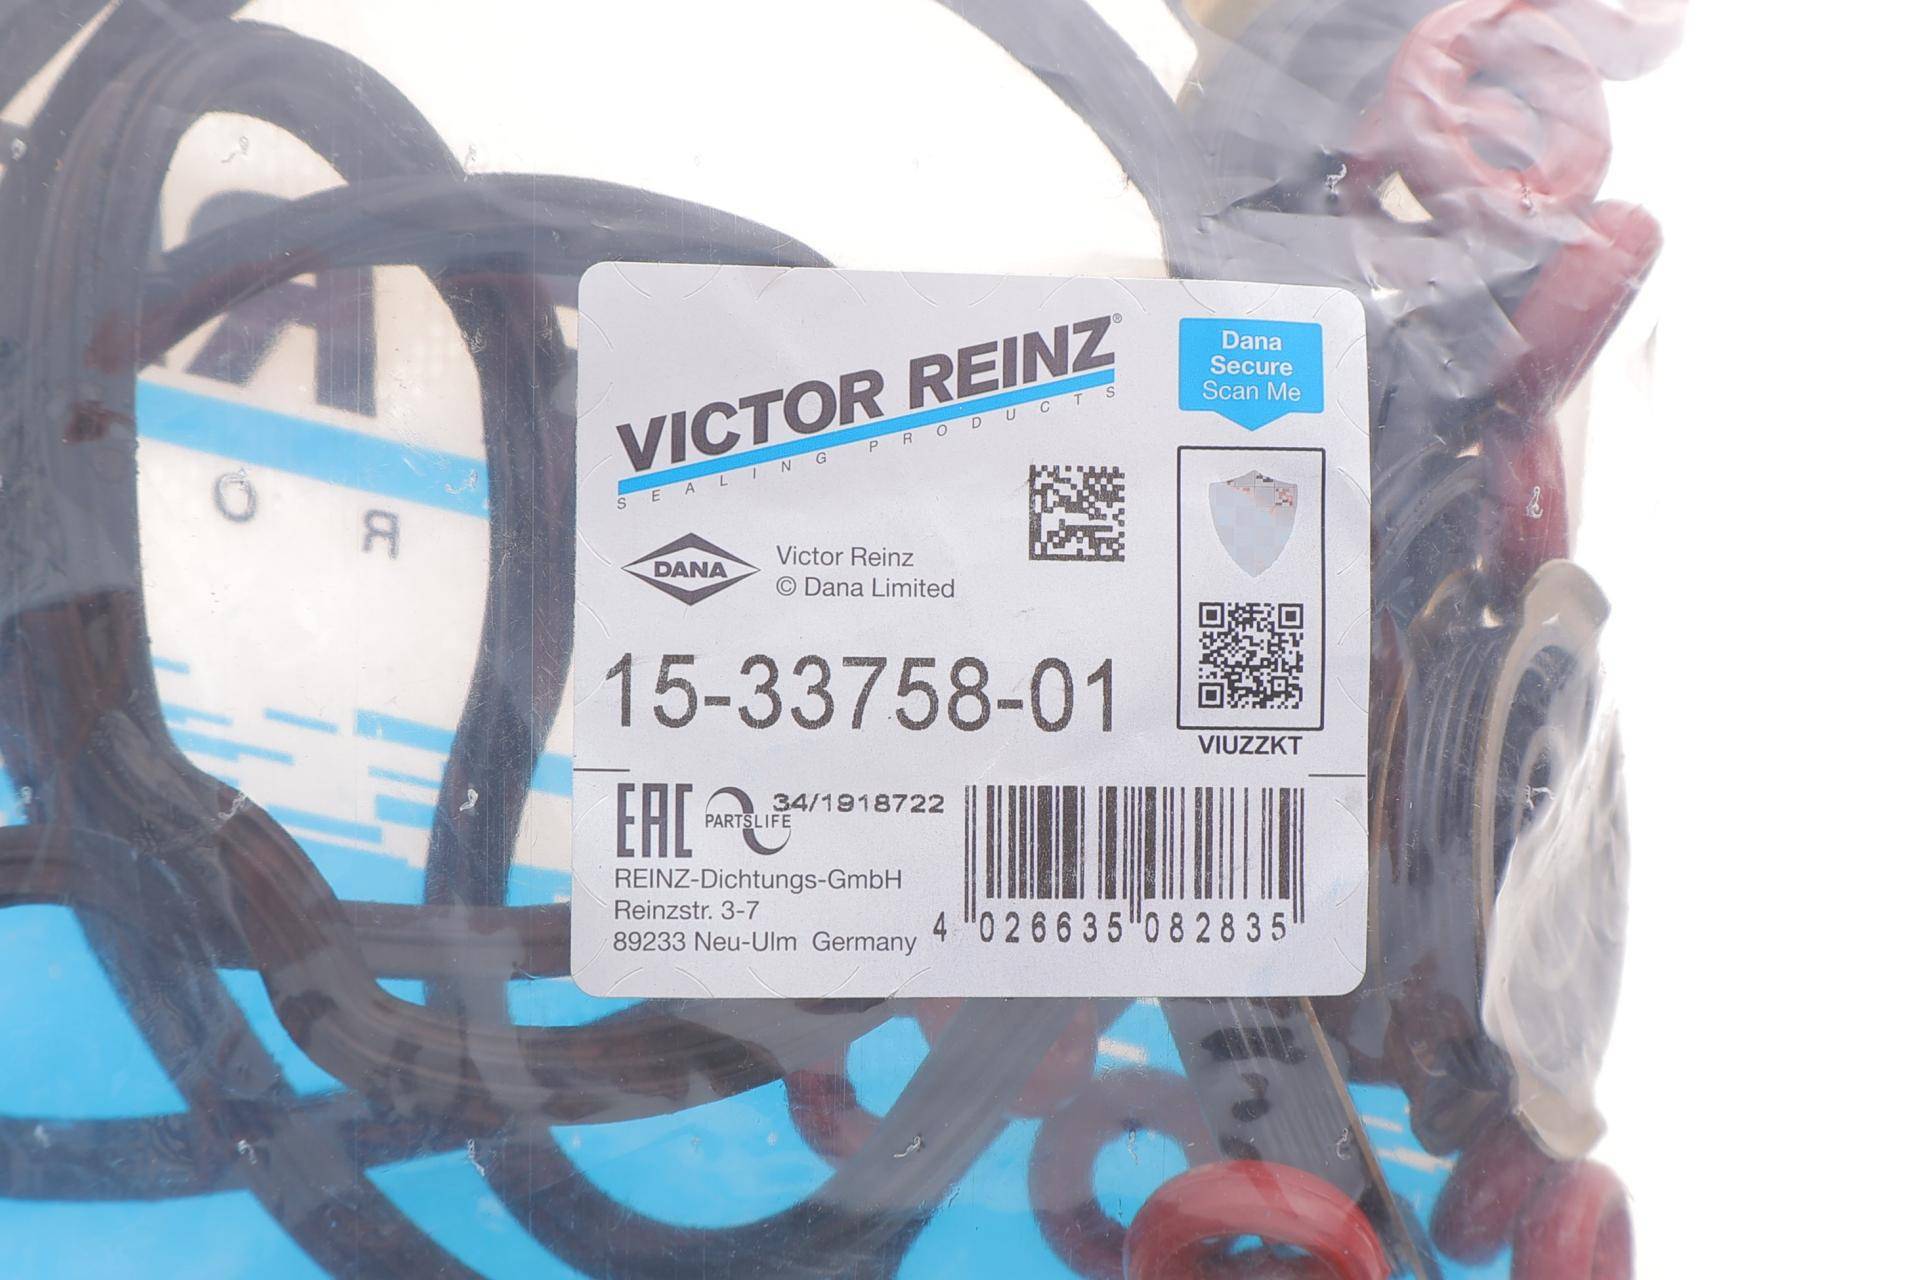 VICTOR REINZ®
SEALING PRODUCTS
Dana
Secure
Scan Me
DANA
Victor Reinz
© Dana Limited
15-33758-01
VIUZZKT
EAC
PARTSLIFE
34/1918722
REINZ-Dichtungs-GmbH
Reinzstr. 3-7
89233 Neu-Ulm Germany
4 026635 082835